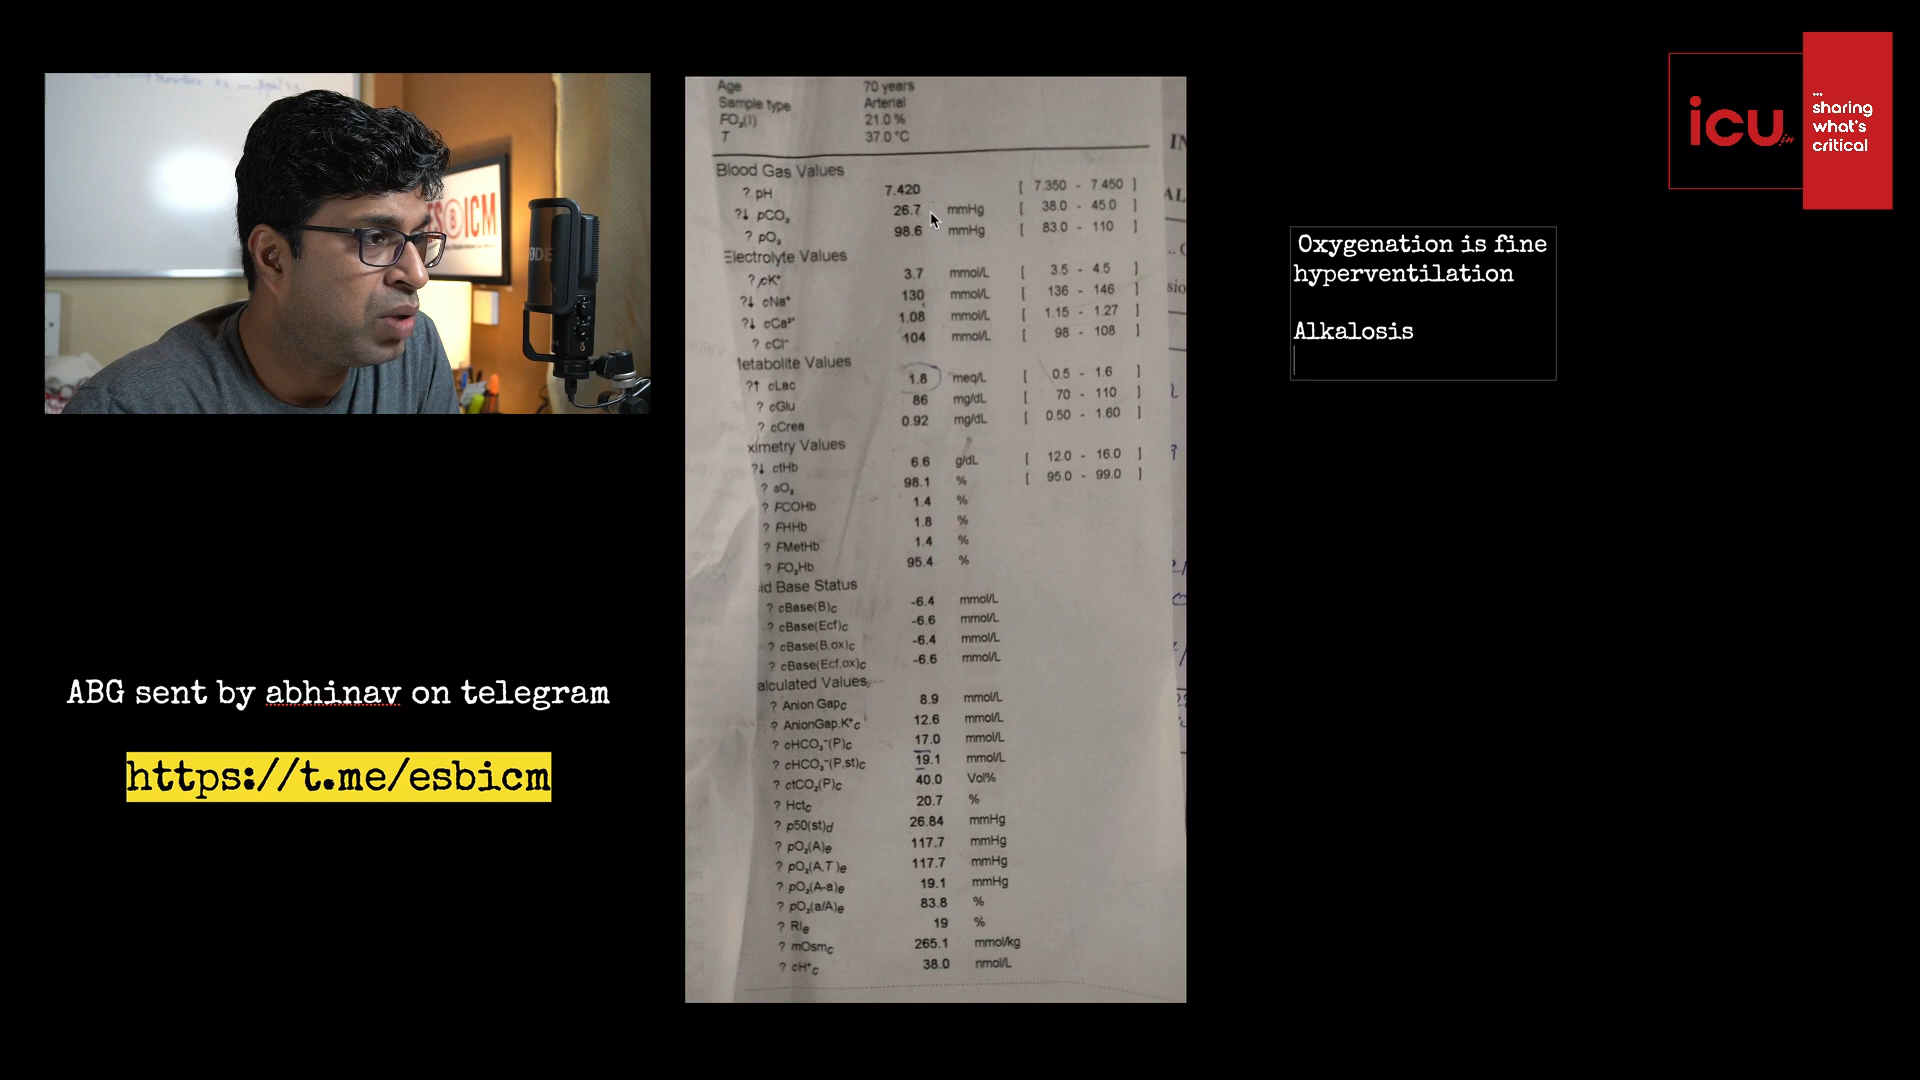 Age 70 years
Sample type Arterial
FO₂(I) 21.0 %
T 37.0 °C
Blood Gas Values
? pH 7.420 [ 7.350 - 7.450 ]
?↓ pCO₂ 26.7 mmHg [ 38.0 - 45.0 ]
? pO₂ 98.6 mmHg [ 83.0 - 110 ]
Electrolyte Values
? cK⁺ 3.7 mmol/L [ 3.5 - 4.5 ]
?↓ cNa⁺ 130 mmol/L [ 136 - 146 ]
?↓ cCa²⁺ 1.08 mmol/L [ 1.15 - 1.27 ]
? cCl⁻ 104 mmol/L [ 98 - 108 ]
letabolite Values
?↑ cLac 1.8 meq/L [ 0.5 - 1.6 ]
? cGlu 86 mg/dL [ 70 - 110 ]
? cCrea 0.92 mg/dL [ 0.50 - 1.60 ]
ximetry Values
?↓ ctHb 6.6 g/dL [ 12.0 - 16.0 ]
? sO₂ 98.1 % [ 95.0 - 99.0 ]
? FCOHb 1.4 %
? FHHb 1.8 %
? FMetHb 1.4 %
? FO₂Hb 95.4 %
id Base Status
? cBase(B)c -6.4 mmol/L
? cBase(Ecf)c -6.6 mmol/L
? cBase(B,ox)c -6.4 mmol/L
? cBase(Ecf,ox)c -6.6 mmol/L
alculated Values
? Anion Gapc 8.9 mmol/L
? AnionGap,K⁺c 12.6 mmol/L
? cHCO₃⁻(P)c 17.0 mmol/L
? cHCO₃⁻(P,st)c 19.1 mmol/L
? ctCO₂(P)c 40.0 Vol%
? Hctc 20.7 %
? p50(st)d 26.84 mmHg
? pO₂(A)e 117.7 mmHg
? pO₂(A,T)e 117.7 mmHg
? pO₂(A-a)e 19.1 mmHg
? pO₂(a/A)e 83.8 %
? RIe 19 %
? mOsmc 265.1 mmol/kg
? cH⁺c 38.0 nmol/L
Oxygenation is fine
hyperventilation
Alkalosis
ABG sent by abhinav on telegram
https://t.me/esbicm
icu.in
...
sharing
what's
critical
ES®ICM